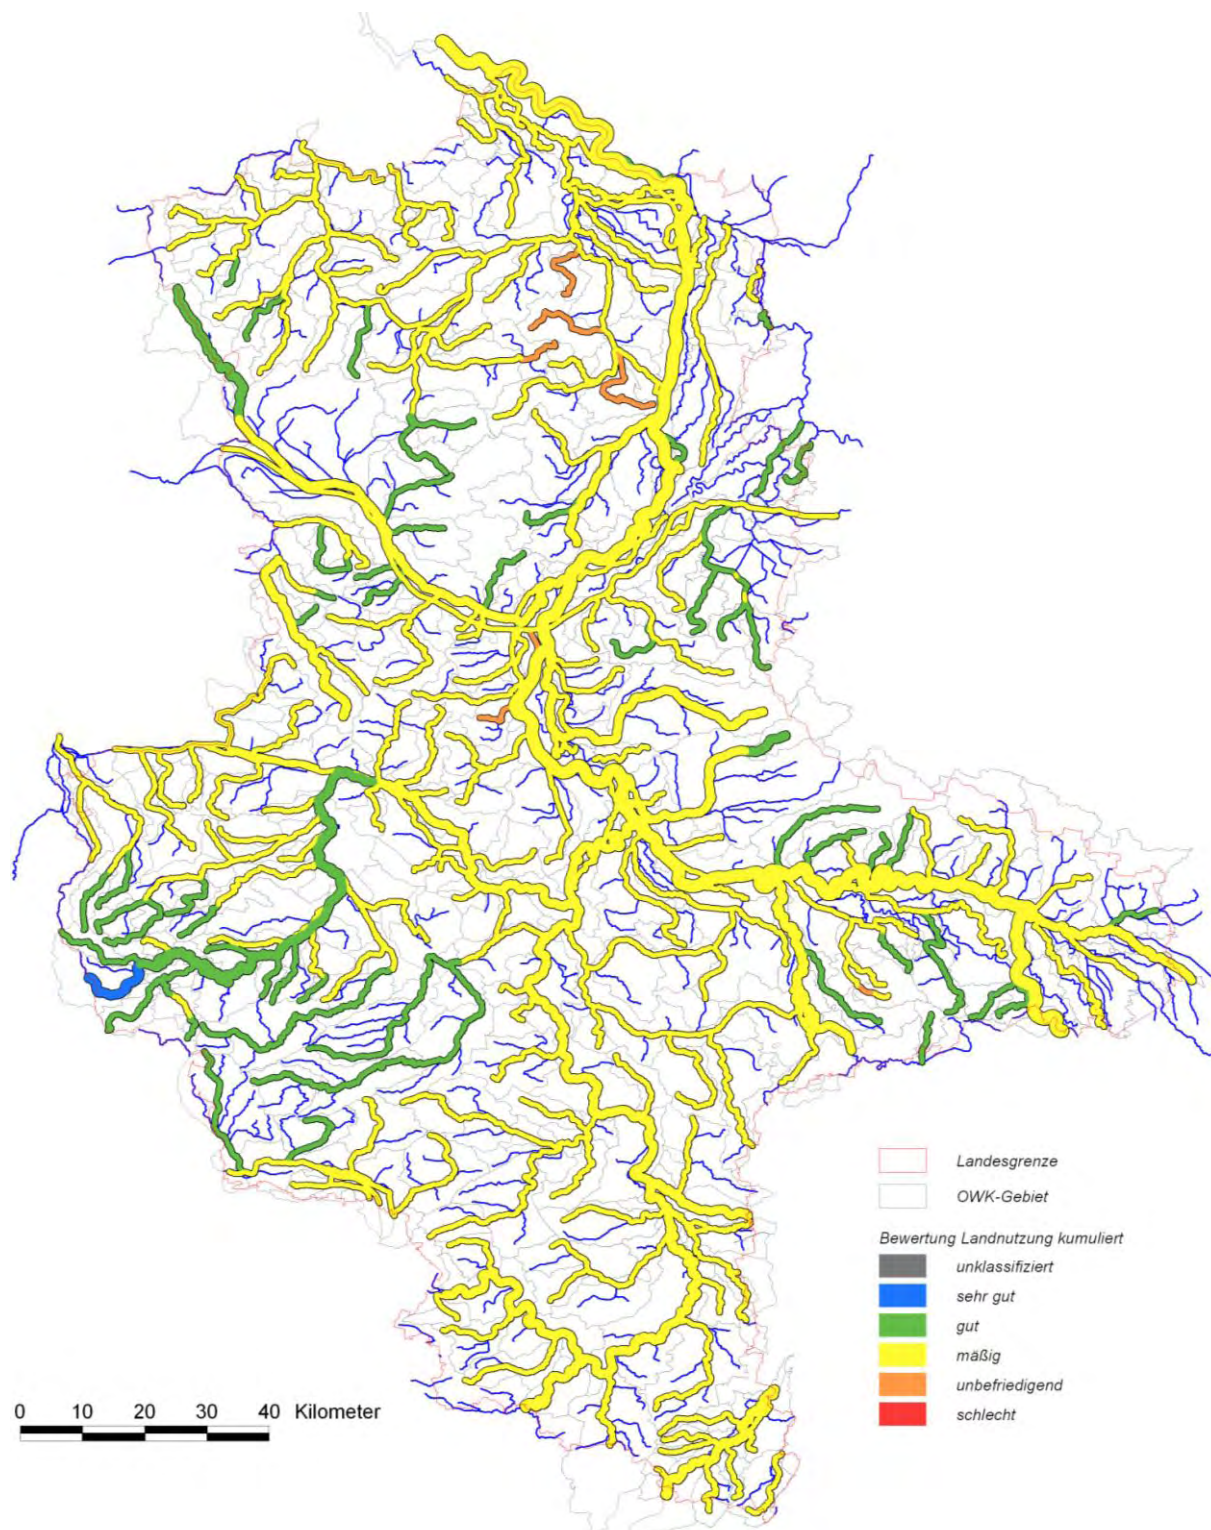 Landesgrenze
OWK-Gebiet
Bewertung Landnutzung kumuliert
unklassifiziert
sehr gut
gut
mäßig
unbefriedigend
schlecht
0 10 20 30 40 Kilometer